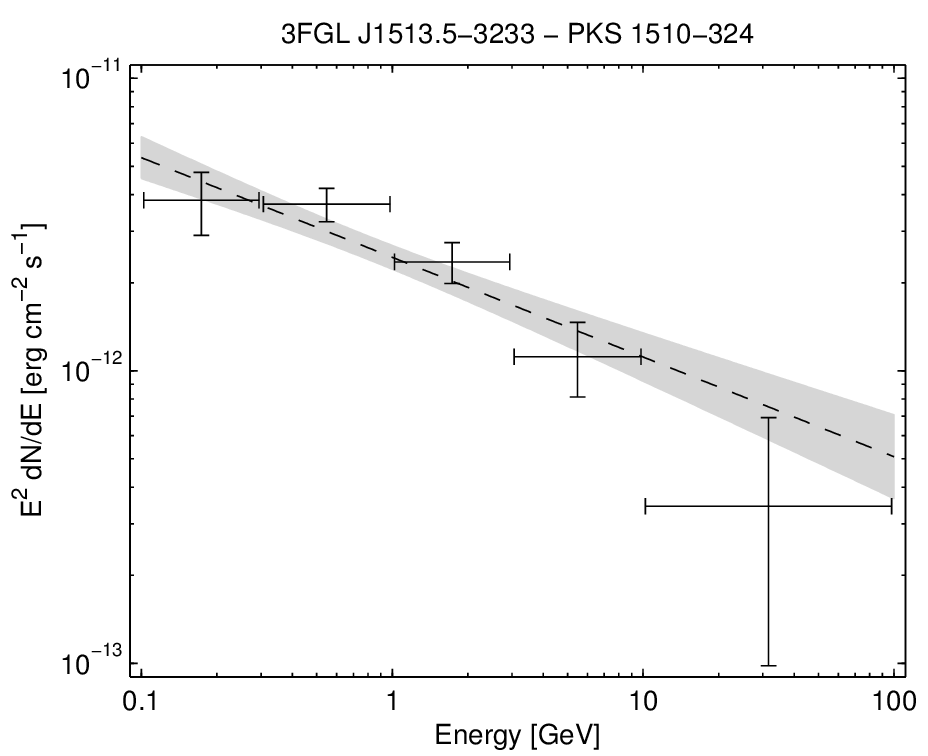 3FGL J1513.5−3233 − PKS 1510−324
E² dN/dE [erg cm⁻² s⁻¹]
10⁻¹¹
10⁻¹²
10⁻¹³
0.1 1 10 100
Energy [GeV]